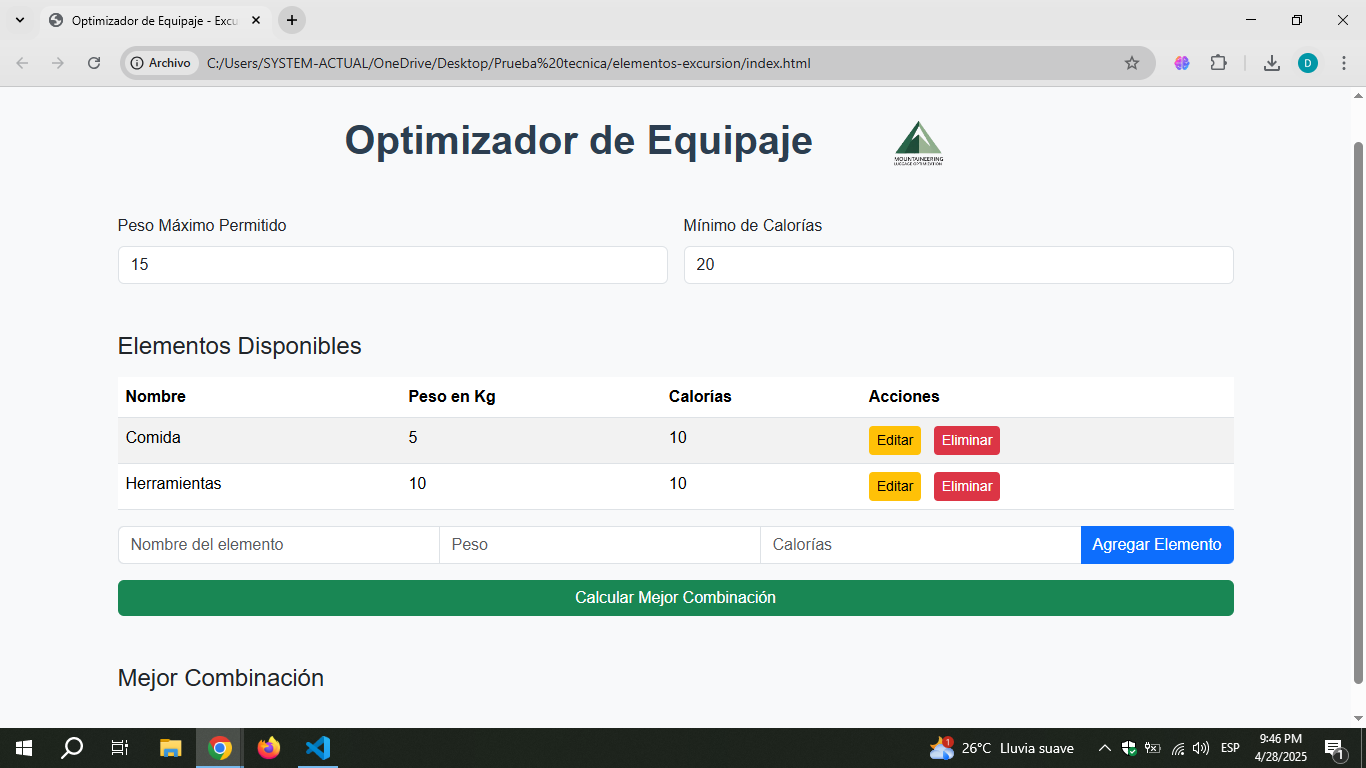 Optimizador de Equipaje - Excu
Archivo
C:/Users/SYSTEM-ACTUAL/OneDrive/Desktop/Prueba%20tecnica/elementos-excursion/index.html
D
Optimizador de Equipaje
MOUNTAINEERING
LUGGAGE OPTIMIZATION
Peso Máximo Permitido
Mínimo de Calorías
15
20
Elementos Disponibles
Nombre Peso en Kg Calorías Acciones
Comida 5 10 Editar Eliminar
Herramientas 10 10 Editar Eliminar
Nombre del elemento Peso Calorías Agregar Elemento
Calcular Mejor Combinación
Mejor Combinación
1
26°C Lluvia suave
ESP
9:46 PM
4/28/2025
1